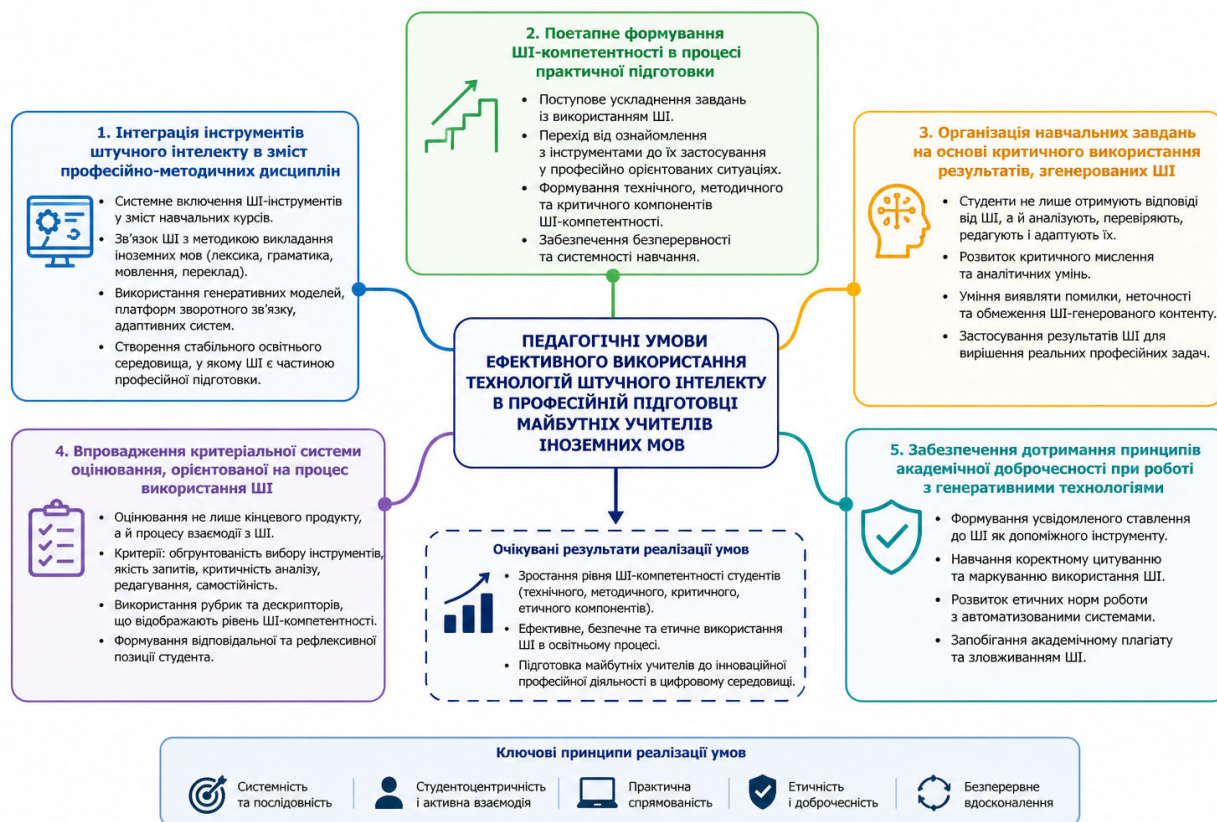 1. Інтеграція інструментів
штучного інтелекту в зміст
професійно-методичних дисциплін
• Системне включення ШІ-інструментів
у зміст навчальних курсів.
• Зв'язок ШІ з методикою викладання
іноземних мов (лексика, граматика,
мовлення, переклад).
• Використання генеративних моделей,
платформ зворотного зв'язку,
адаптивних систем.
• Створення стабільного освітнього
середовища, у якому ШІ є частиною
професійної підготовки.
2. Поетапне формування
ШІ-компетентності в процесі
практичної підготовки
• Поступове ускладнення завдань
із використанням ШІ.
• Перехід від ознайомлення
з інструментами до їх застосування
у професійно орієнтованих ситуаціях.
• Формування технічного, методичного
та критичного компонентів
ШІ-компетентності.
• Забезпечення безперервності
та системності навчання.
3. Організація навчальних завдань
на основі критичного використання
результатів, згенерованих ШІ
• Студенти не лише отримують відповіді
від ШІ, а й аналізують, перевіряють,
редагують і адаптують їх.
• Розвиток критичного мислення
та аналітичних умінь.
• Уміння виявляти помилки, неточності
та обмеження ШІ-генерованого контенту.
• Застосування результатів ШІ для
вирішення реальних професійних задач.
ПЕДАГОГІЧНІ УМОВИ
ЕФЕКТИВНОГО ВИКОРИСТАННЯ
ТЕХНОЛОГІЙ ШТУЧНОГО ІНТЕЛЕКТУ
В ПРОФЕСІЙНІЙ ПІДГОТОВЦІ
МАЙБУТНІХ УЧИТЕЛІВ
ІНОЗЕМНИХ МОВ
4. Впровадження критеріальної системи
оцінювання, орієнтованої на процес
використання ШІ
• Оцінювання не лише кінцевого продукту,
а й процесу взаємодії з ШІ.
• Критерії: обгрунтованість вибору інструментів,
якість запитів, критичність аналізу,
редагування, самостійність.
• Використання рубрик та дескрипторів,
що відображають рівень ШІ-компетентності.
• Формування відповідальної та рефлексивної
позиції студента.
Очікувані результати реалізації умов
• Зростання рівня ШІ-компетентності студентів
(технічного, методичного, критичного,
етичного компонентів).
• Ефективне, безпечне та етичне використання
ШІ в освітньому процесі.
• Підготовка майбутніх учителів до інноваційної
професійної діяльності в цифровому середовищі.
5. Забезпечення дотримання принципів
академічної доброчесності при роботі
з генеративними технологіями
• Формування усвідомленого ставлення
до ШІ як допоміжного інструменту.
• Навчання коректному цитуванню
та маркуванню використання ШІ.
• Розвиток етичних норм роботи
з автоматизованими системами.
• Запобігання академічному плагіату
та зловживанням ШІ.
Ключові принципи реалізації умов
Системність
та послідовність
Студентоцентричність
і активна взаємодія
Практична
спрямованість
Етичність
і доброчесність
Безперервне
вдосконалення